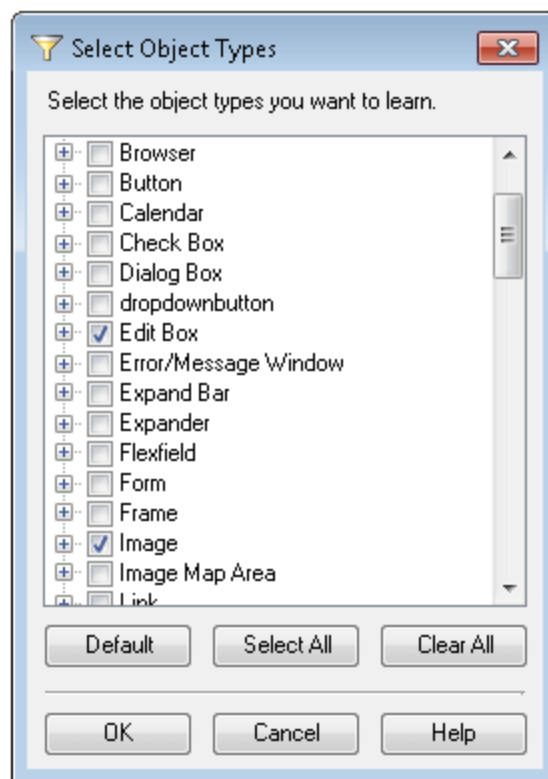 Select Object Types
Select the object types you want to learn.
Browser
Button
Calendar
Check Box
Dialog Box
dropdownbutton
Edit Box
Error/Message Window
Expand Bar
Expander
Flexfield
Form
Frame
Image
Image Map Area
Link
Default Select All Clear All
OK Cancel Help